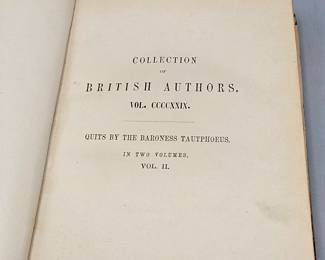 COLLECTION
OF
BRITISH AUTHORS.
VOL. CCCCXXIX.
QUITS BY THE BARONESS TAUTPHOEUS.
IN TWO VOLUMES,
VOL. II.